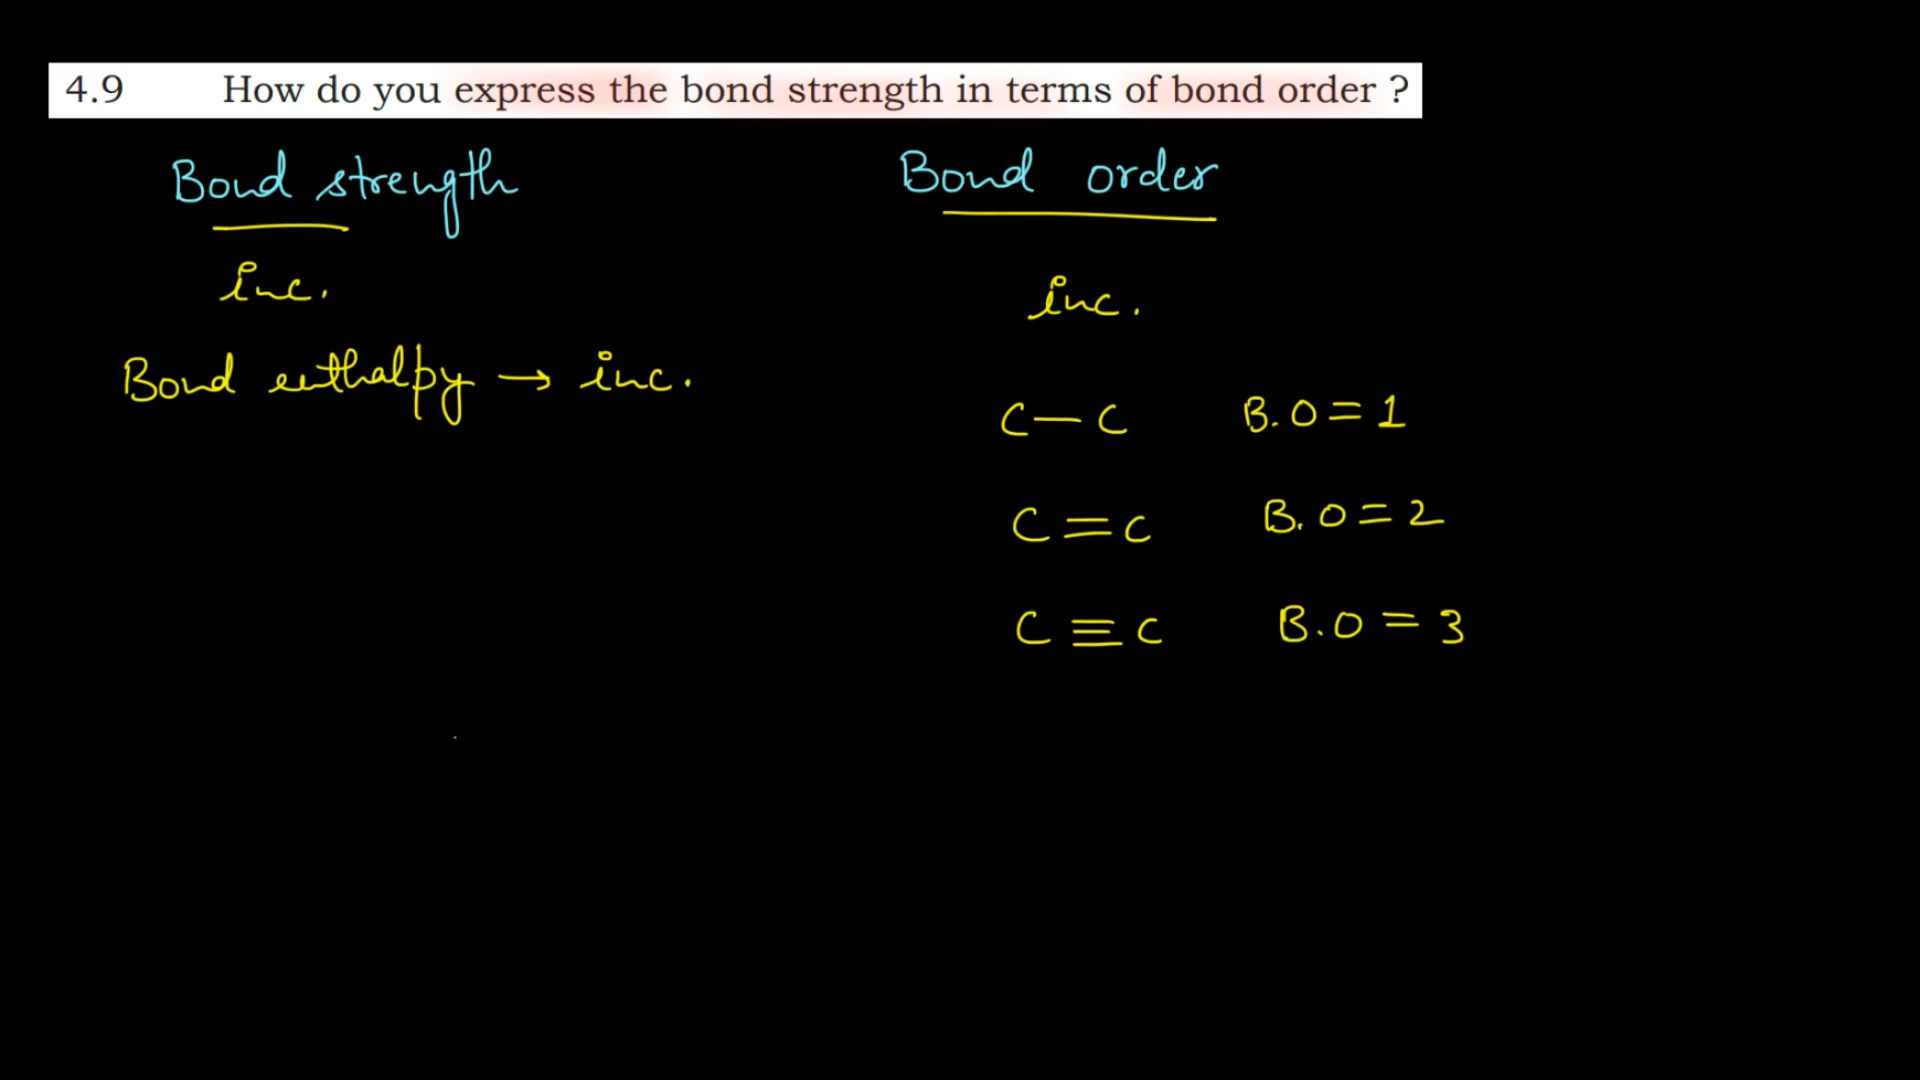 4.9 How do you express the bond strength in terms of bond order ?
Bond strength Bond order
inc. inc.
Bond enthalpy → inc.
C — C B.O = 1
C = C B.O = 2
C ≡ C B.O = 3